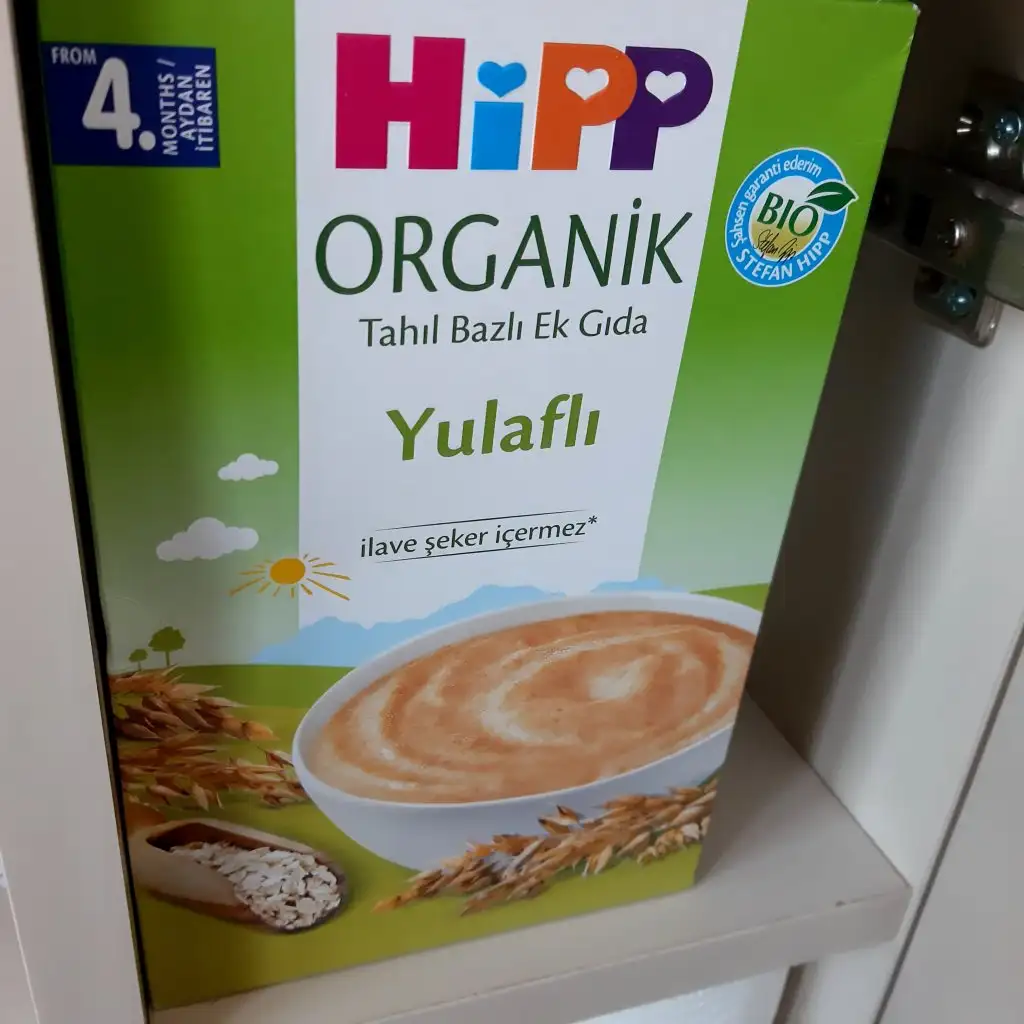 FROM
4.
MONTHS /
AYDAN
İTİBAREN
HiPP
ORGANİK
Tahıl Bazlı Ek Gıda
Yulaflı
ilave şeker içermez*
Şahsen garanti ederim
BIO
STEFAN HIPP